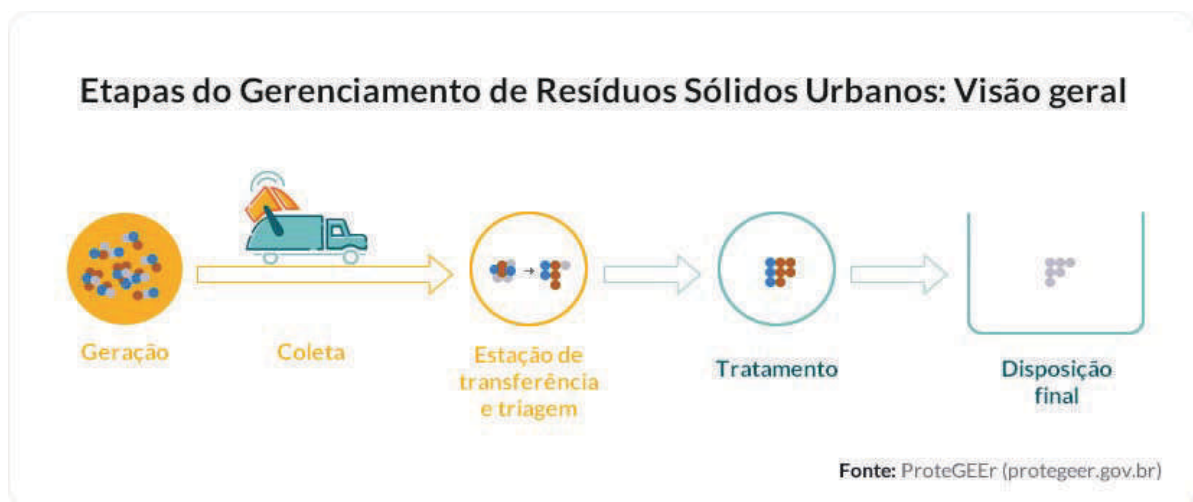 Etapas do Gerenciamento de Resíduos Sólidos Urbanos: Visão geral
Geração
Coleta
Estação de
transferência
e triagem
Tratamento
Disposição
final
Fonte: ProteGEEr (protegeer.gov.br)